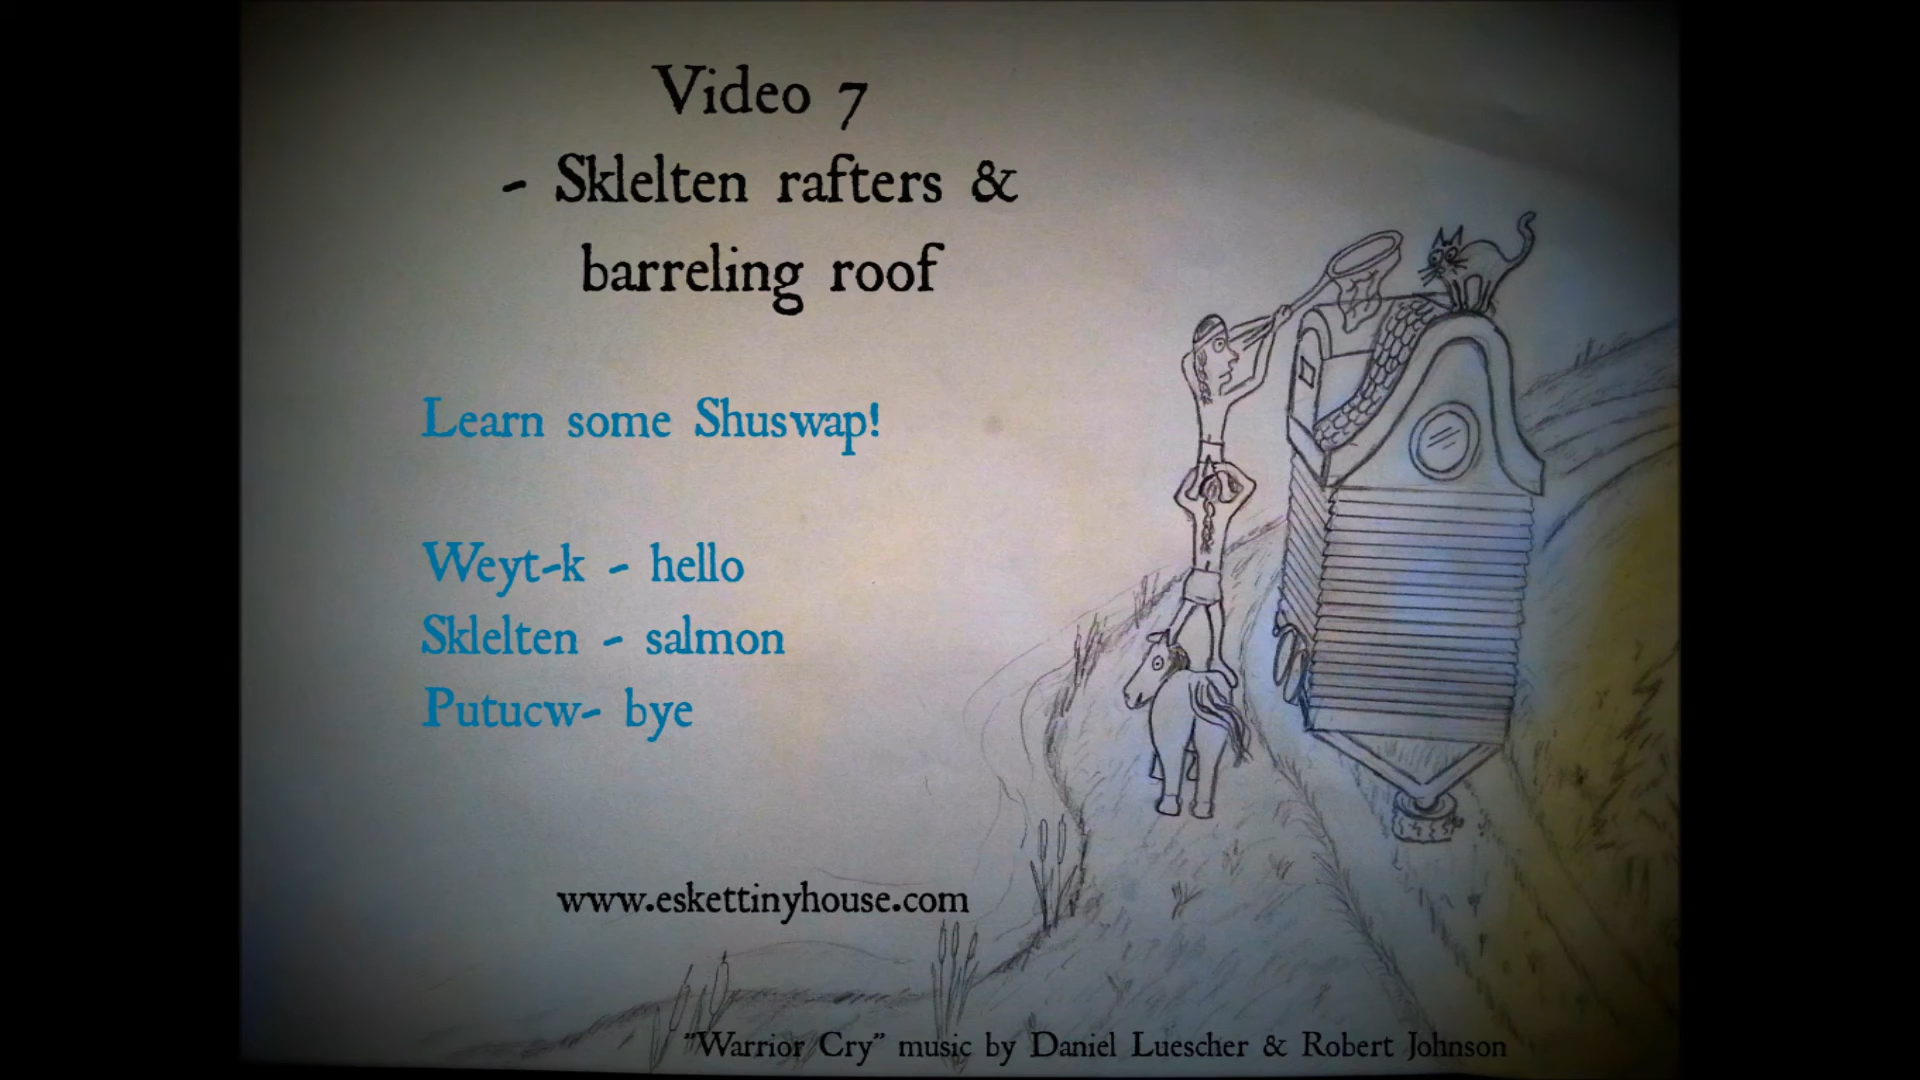 Video 7
- Sklelten rafters &
barreling roof
Learn some Shuswap!
Weyt-k - hello
Sklelten - salmon
Putucw- bye
www.eskettinyhouse.com
"Warrior Cry" music by Daniel Luescher & Robert Johnson